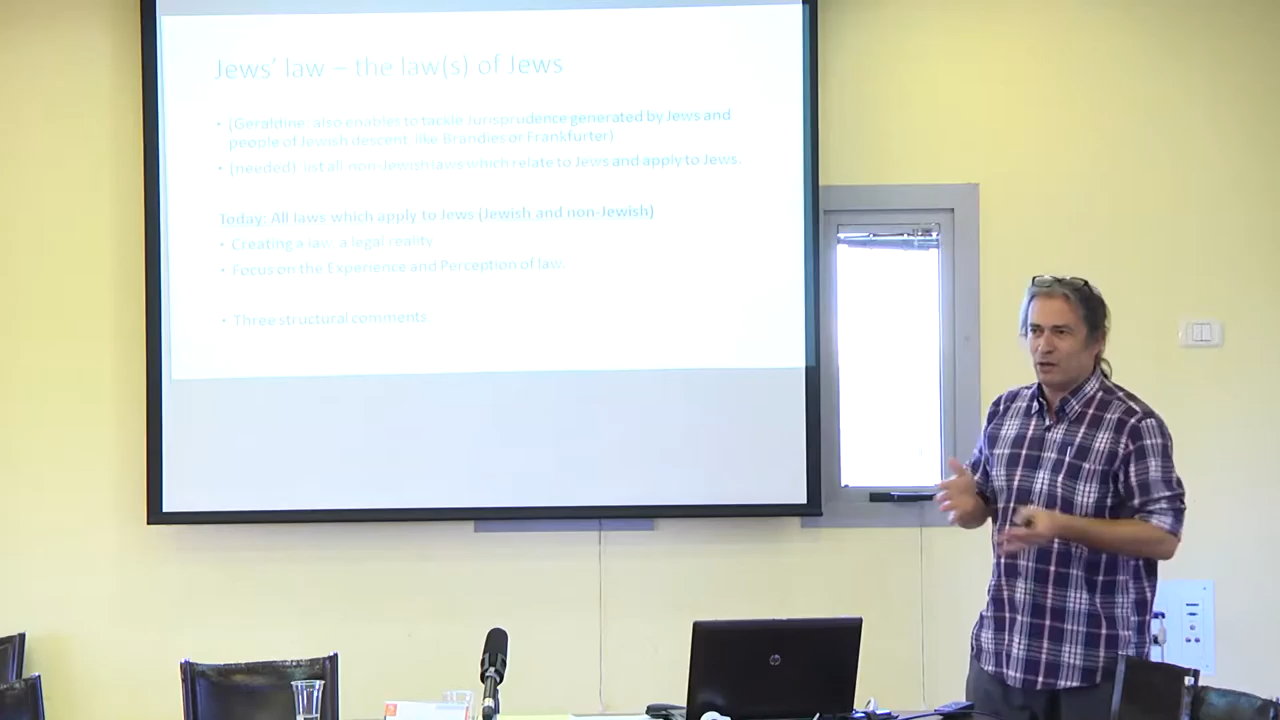 Jews' law – the law(s) of Jews
• (Geraldine: also enables to tackle Jurisprudence generated by Jews and
people of Jewish descent like Brandies or Frankfurter)
• (needed) list all non-Jewish laws which relate to Jews and apply to Jews.
Today: All laws which apply to Jews (Jewish and non-Jewish)
• Creating a law, a legal reality
• Focus on the Experience and Perception of law.
• Three structural comments.
hp